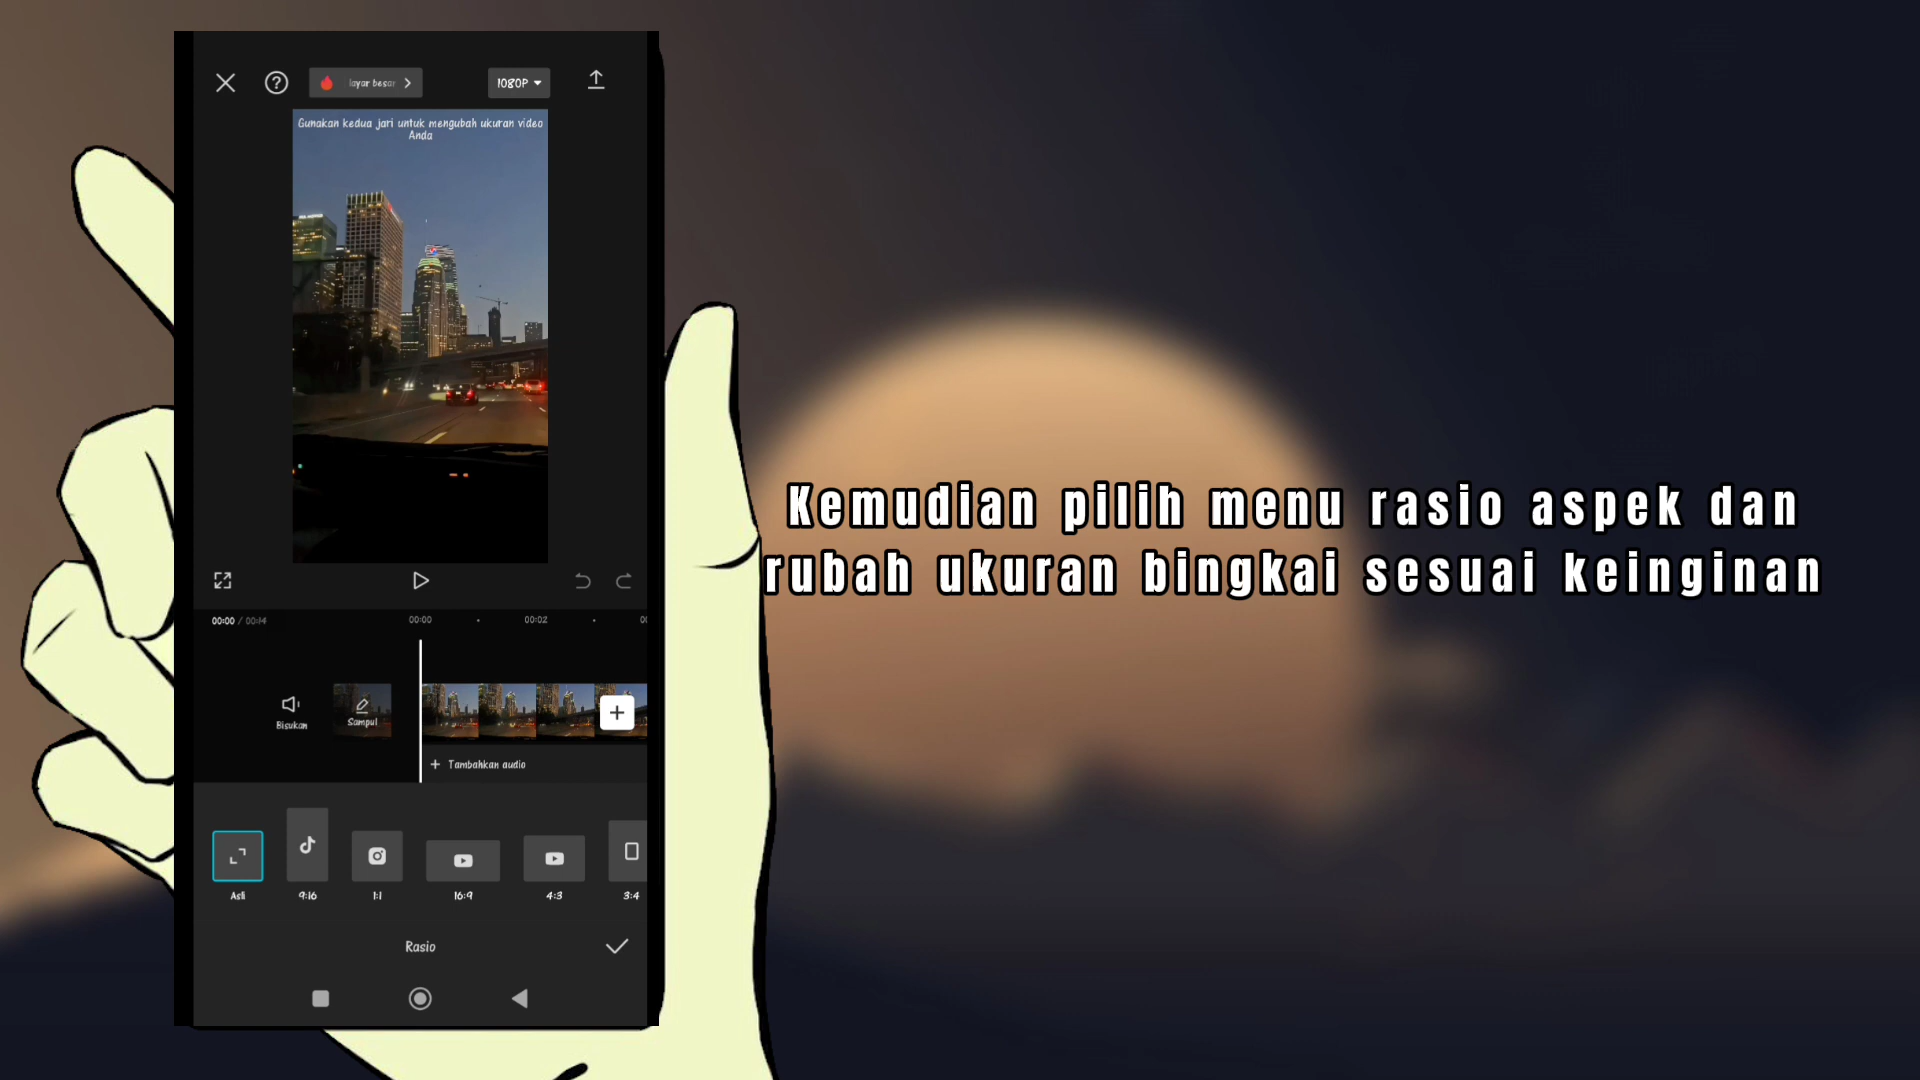 layar besar
1080P
Gunakan kedua jari untuk mengubah ukuran video
Anda
Kemudian pilih menu rasio aspek dan
rubah ukuran bingkai sesuai keinginan
00:00 / 00:14
00:00
00:02
Bisukan
Sampul
+ Tambahkan audio
Asli
9:16
1:1
16:9
4:3
3:4
Rasio